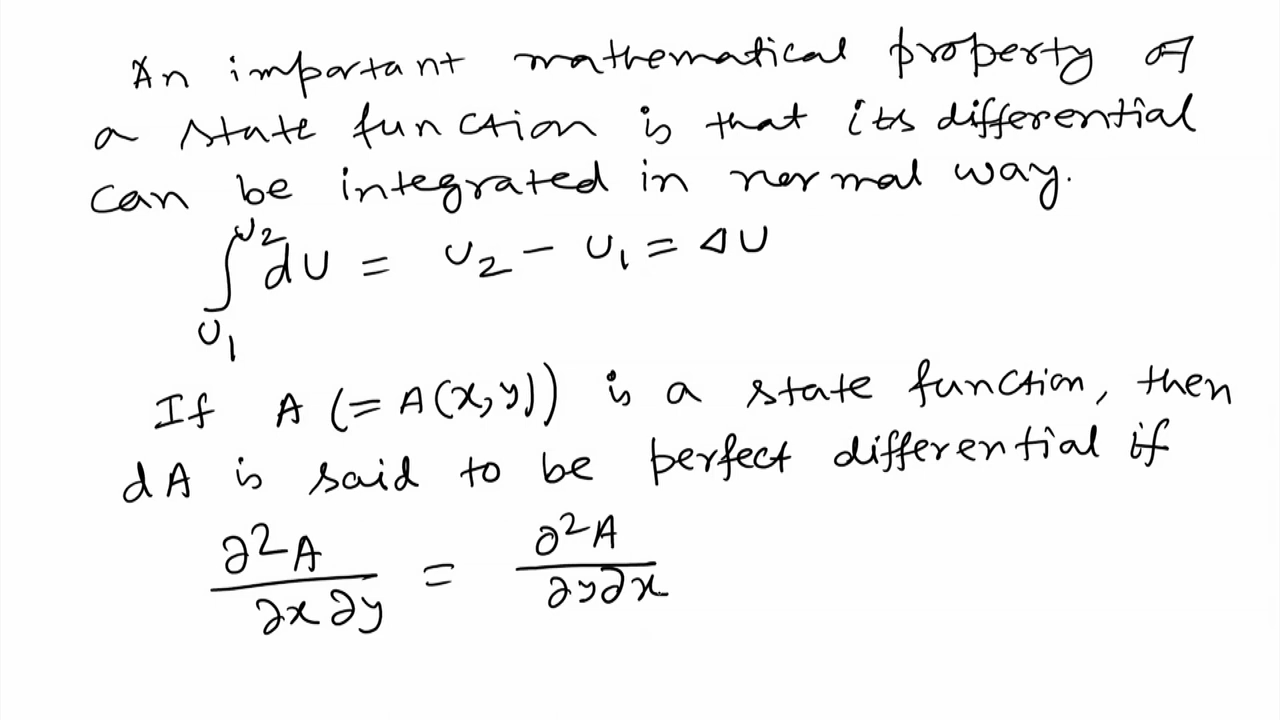 An important mathematical property of
a state function is that its differential
can be integrated in normal way.
∫_{U₁}^{U₂} dU = U₂ − U₁ = ΔU
If A (= A(x,y)) is a state function, then
dA is said to be perfect differential if
∂²A/∂x∂y = ∂²A/∂y∂x